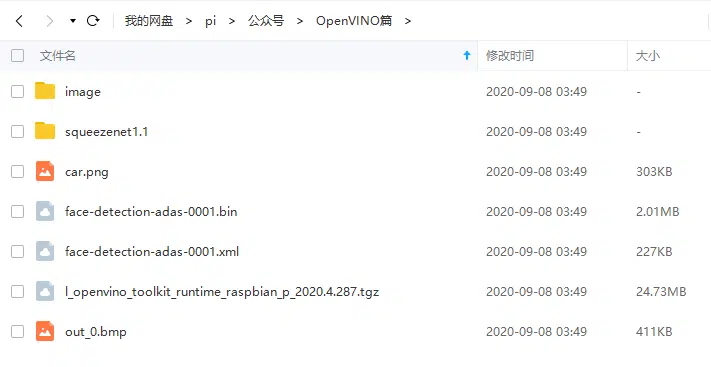 我的网盘 > pi > 公众号 > OpenVINO篇 >
文件名 修改时间 大小
image 2020-09-08 03:49 -
squeezenet1.1 2020-09-08 03:49 -
car.png 2020-09-08 03:49 303KB
face-detection-adas-0001.bin 2020-09-08 03:49 2.01MB
face-detection-adas-0001.xml 2020-09-08 03:49 227KB
l_openvino_toolkit_runtime_raspbian_p_2020.4.287.tgz 2020-09-08 03:49 24.73MB
out_0.bmp 2020-09-08 03:49 411KB